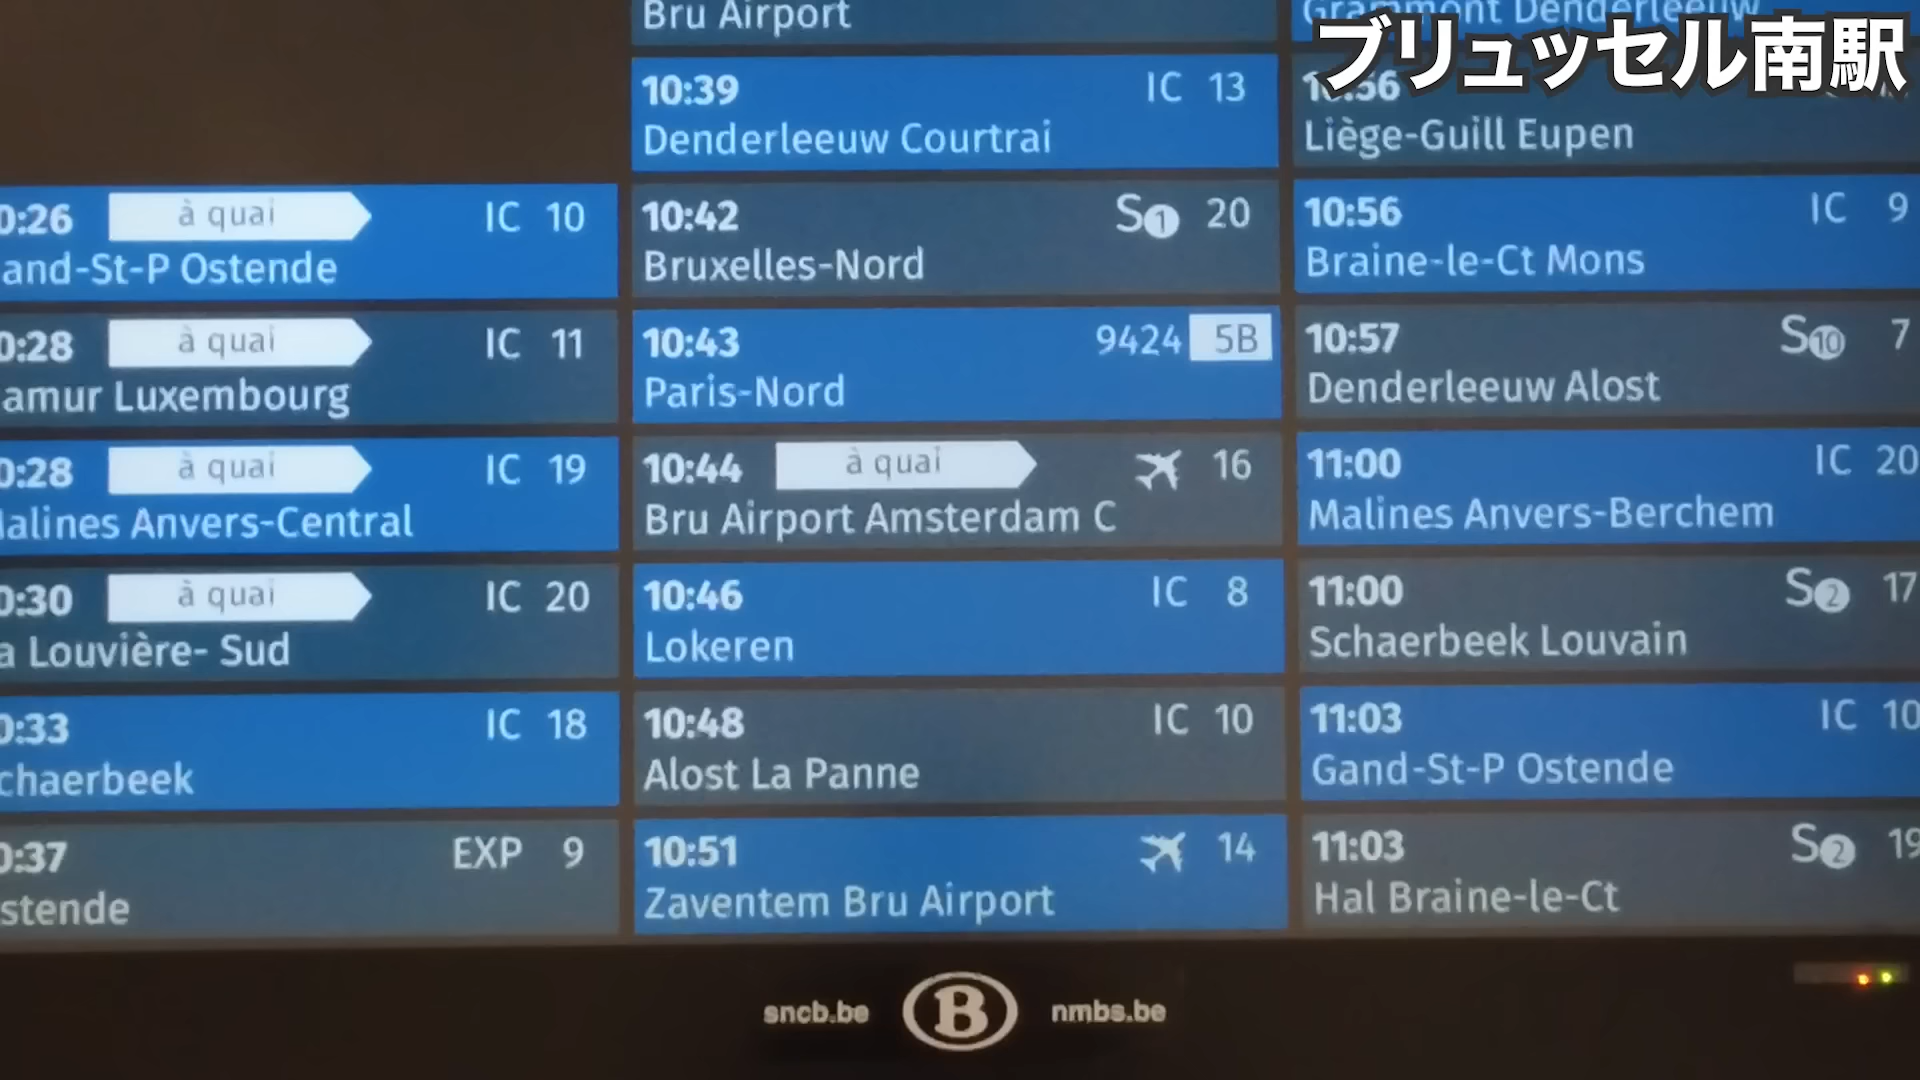 ブリュッセル南駅
0:26 à quai IC 10
and-St-P Ostende
0:28 à quai IC 11
amur Luxembourg
0:28 à quai IC 19
alines Anvers-Central
0:30 à quai IC 20
a Louvière- Sud
0:33 IC 18
chaerbeek
0:37 EXP 9
stende
Bru Airport
10:39 IC 13
Denderleeuw Courtrai
10:42 S1 20
Bruxelles-Nord
10:43 9424 5B
Paris-Nord
10:44 à quai 16
Bru Airport Amsterdam C
10:46 IC 8
Lokeren
10:48 IC 10
Alost La Panne
10:51 14
Zaventem Bru Airport
Grammont Denderleeuw
10:56
Liège-Guill Eupen
10:56 IC 9
Braine-le-Ct Mons
10:57 S10 7
Denderleeuw Alost
11:00 IC 20
Malines Anvers-Berchem
11:00 S2 17
Schaerbeek Louvain
11:03 IC 10
Gand-St-P Ostende
11:03 S2 19
Hal Braine-le-Ct
sncb.be B nmbs.be